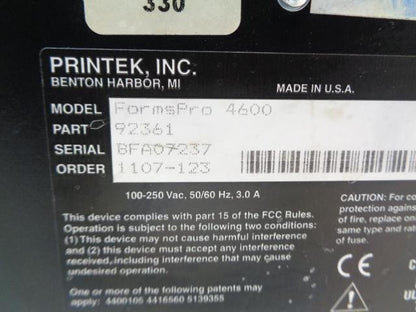 330
PRINTEK, INC.
BENTON HARBOR, MI
MADE IN U.S.A.
MODEL FormsPro 4600
PART 92361
SERIAL BFA07237
ORDER 1107-123
100-250 Vac, 50/60 Hz, 3.0 A
This device complies with part 15 of the FCC Rules.
Operation is subject to the following two conditions:
(1) This device may not cause harmful interference
and (2) this device must accept any interference
received, including interference that may cause
undesired operation.
One or more of the following patents may
apply: 4400105 4416560 5139355
CAUTION: For co
protection agains
of fire, replace on
same type and rat
of fuse.
CE
C
UL